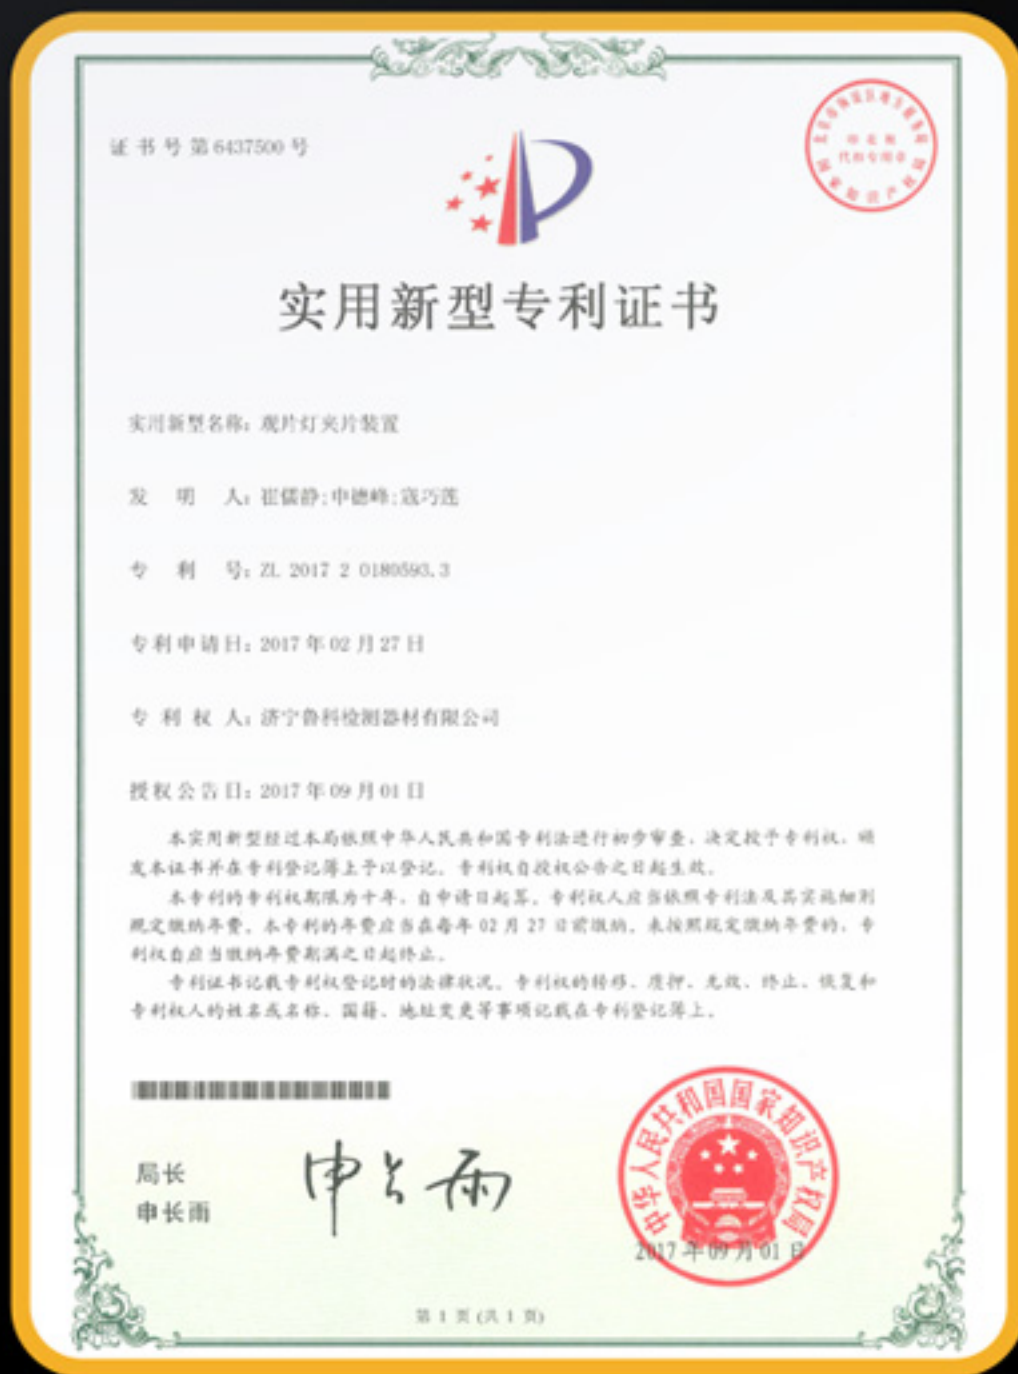 证书号第6437500号
实用新型专利证书
实用新型名称：观片灯夹片装置
发明人：崔儒静;申德峰;寇巧莲
专利号：ZL 2017 2 0180593.3
专利申请日：2017年02月27日
专利权人：济宁鲁科检测器材有限公司
授权公告日：2017年09月01日
本实用新型经过本局依照中华人民共和国专利法进行初步审查，决定授予专利权，颁
发本证书并在专利登记簿上予以登记。专利权自授权公告之日起生效。
本专利的专利权期限为十年，自申请日起算。专利权人应当依照专利法及其实施细则
规定缴纳年费。本专利的年费应当在每年02月27日前缴纳。未按照规定缴纳年费的，专
利权自应当缴纳年费期满之日起终止。
专利证书记载专利权登记时的法律状况。专利权的转移、质押、无效、终止、恢复和
专利权人的姓名或名称、国籍、地址变更等事项记载在专利登记簿上。
局长
申长雨
申长雨
中华人民共和国国家知识产权局
2017年09月01日
第1页(共1页)